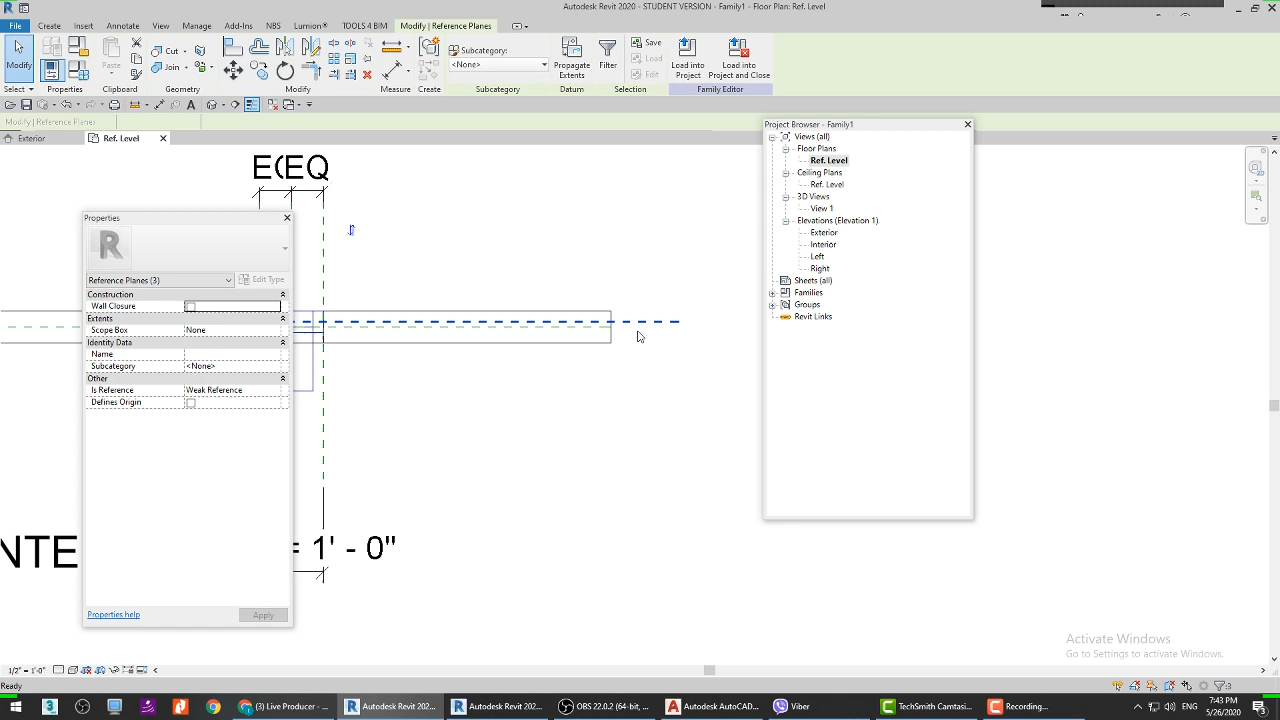 Autodesk Revit 2020 - STUDENT VERSION - Family1 - Floor Plan: Ref. Level
File Create Insert Annotate View Manage Add-Ins NBS Lumion® TOOLS 4 BIM Modify | Reference Planes
Modify
Paste
Cut
Join
Subcategory:
<None>
Propagate Extents
Filter
Save
Load
Edit
Load into Project
Load into Project and Close
Select Properties Clipboard Geometry Modify Measure Create Subcategory Datum Selection Family Editor
Modify | Reference Planes
Exterior
Ref. Level
E(EQ
Properties
R
Reference Planes (3)
Edit Type
Construction
Wall Closure
Extents
Scope Box None
Identity Data
Name
Subcategory <None>
Other
Is Reference Weak Reference
Defines Origin
Properties help
Apply
NTE
= 1' - 0"
Project Browser - Family1
Views (all)
Floor Plans
Ref. Level
Ceiling Plans
Ref. Level
3D Views
View 1
Elevations (Elevation 1)
Exterior
Interior
Left
Right
Sheets (all)
Families
Groups
Revit Links
Activate Windows
Go to Settings to activate Windows.
1/2" = 1'-0"
Ready
:3
(3) Live Producer - ...
Autodesk Revit 202...
Autodesk Revit 202...
OBS 22.0.2 (64-bit, ...
Autodesk AutoCAD...
Viber
TechSmith Camtasi...
Recording...
ENG
7:43 PM
5/26/2020